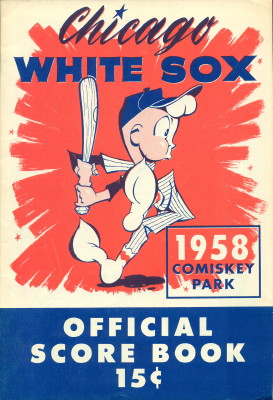 Chicago
WHITE SOX
1958
COMISKEY
PARK
OFFICIAL
SCORE BOOK
15¢